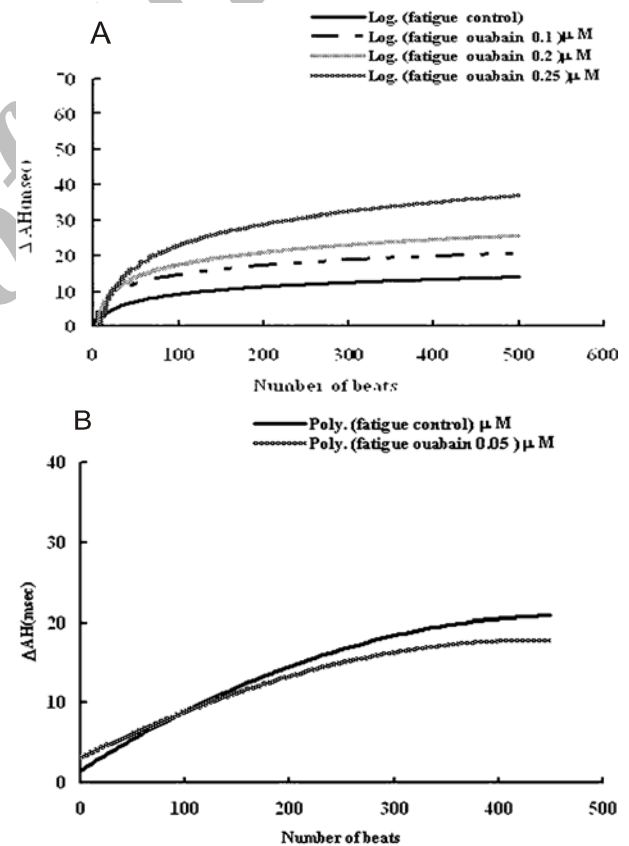 A
Log. (fatigue control)
Log. (fatigue ouabain 0.1 )μ M
Log. (fatigue ouabain 0.2 )μ M
Log. (fatigue ouabain 0.25) μ M
70
60
50
40
30
20
10
0
Δ AH(msec)
0 100 200 300 400 500 600
Number of beats
B
Poly. (fatigue control) μ M
Poly. (fatigue ouabain 0.05 ) μ M
40
30
20
10
0
ΔAH(msec)
0 100 200 300 400 500
Number of beats